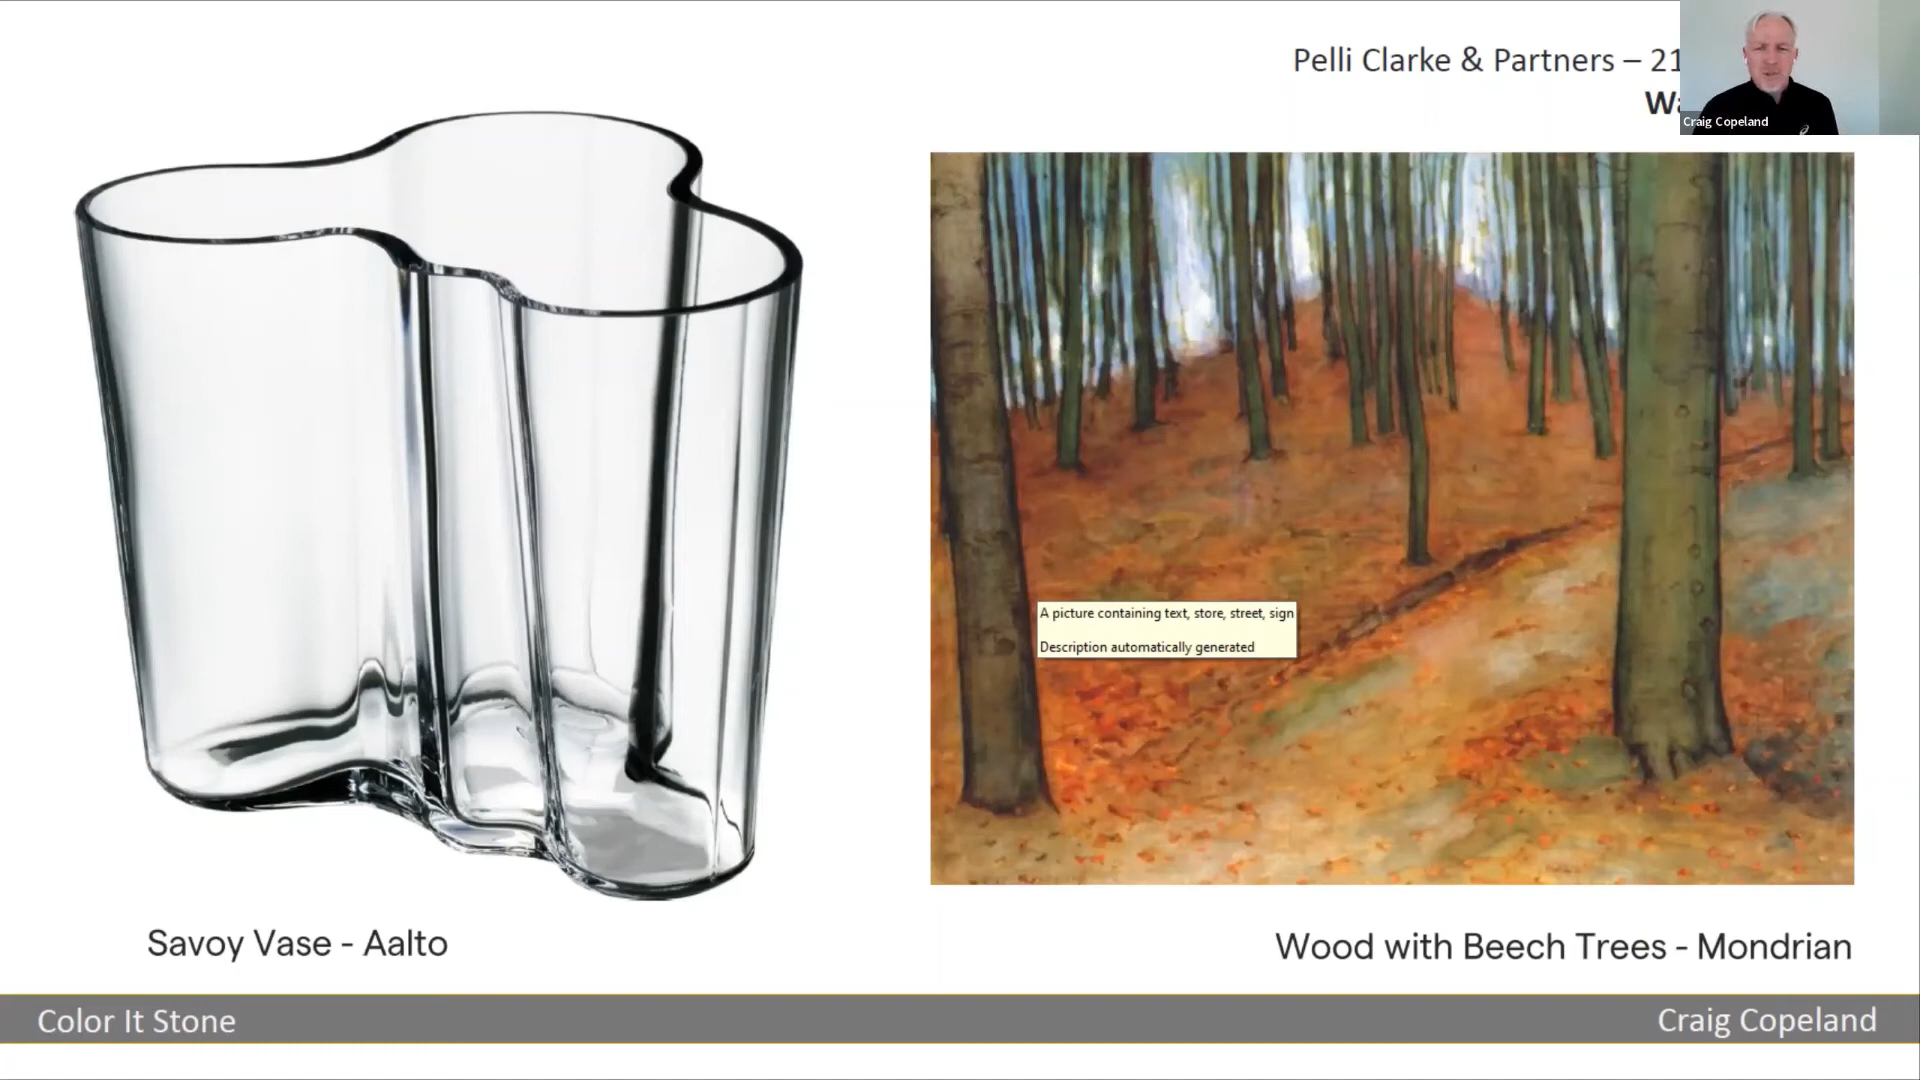 Pelli Clarke & Partners – 21
Craig Copeland
A picture containing text, store, street, sign
Description automatically generated
Savoy Vase - Aalto
Wood with Beech Trees - Mondrian
Color It Stone
Craig Copeland